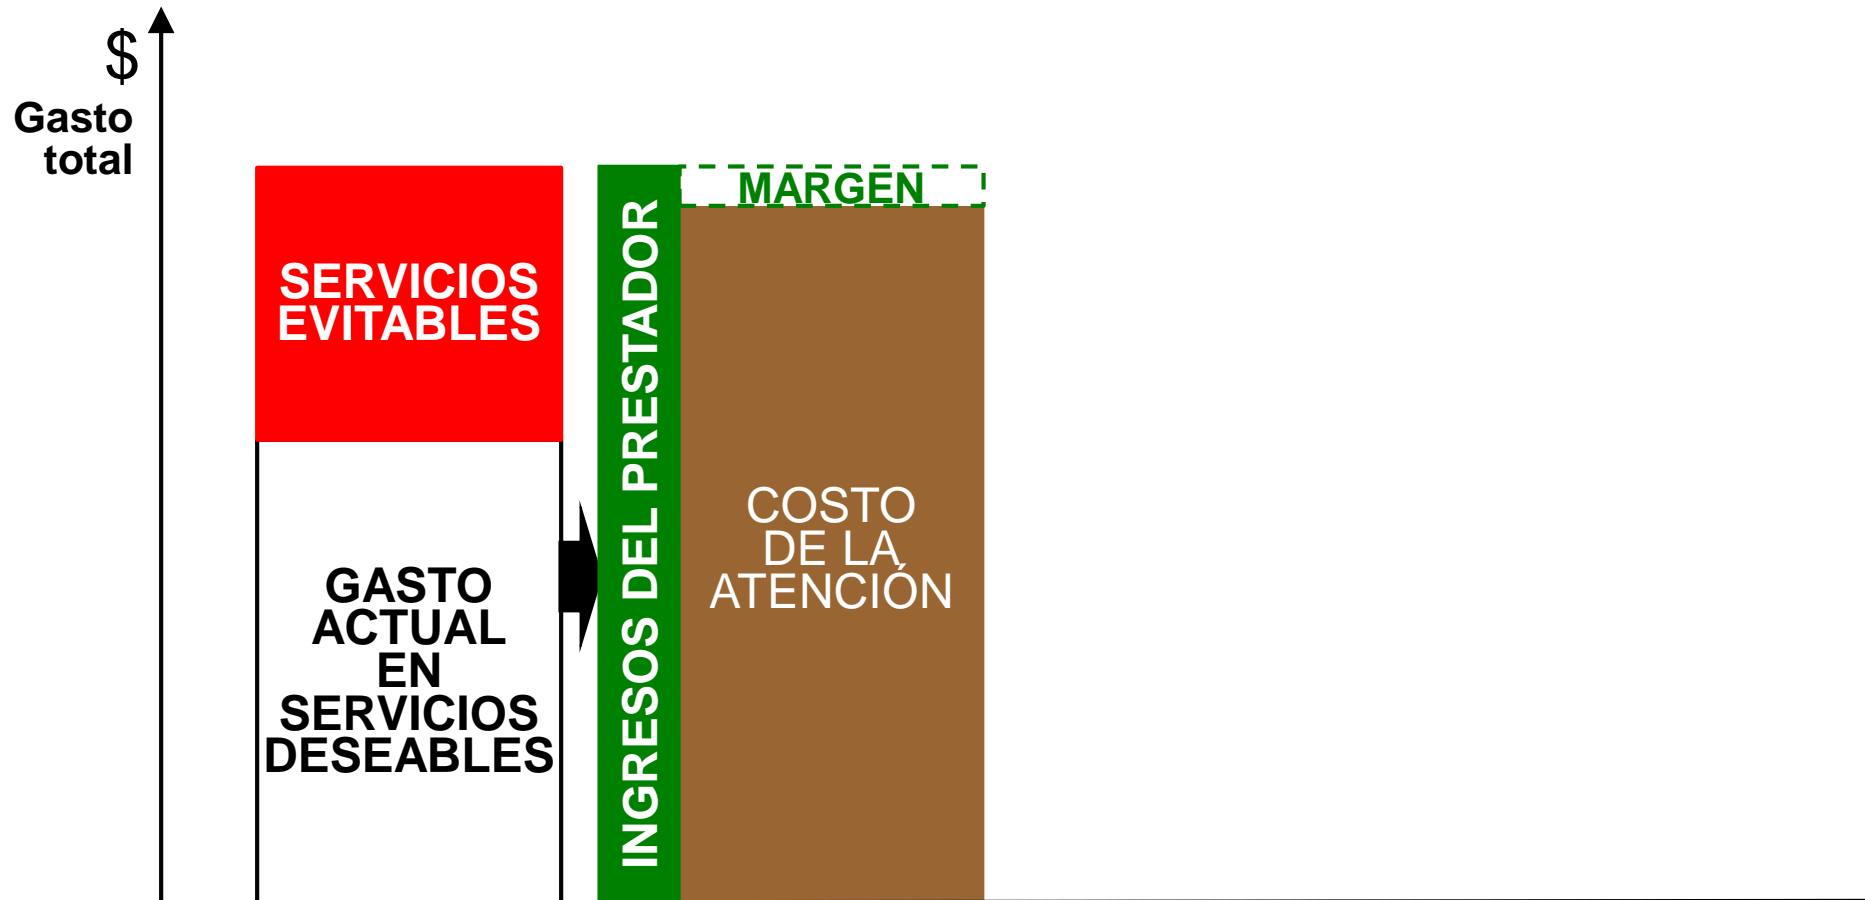 $
Gasto
total
SERVICIOS
EVITABLES
GASTO
ACTUAL
EN
SERVICIOS
DESEABLES
INGRESOS DEL PRESTADOR
MARGEN
COSTO
DE LA
ATENCIÓN